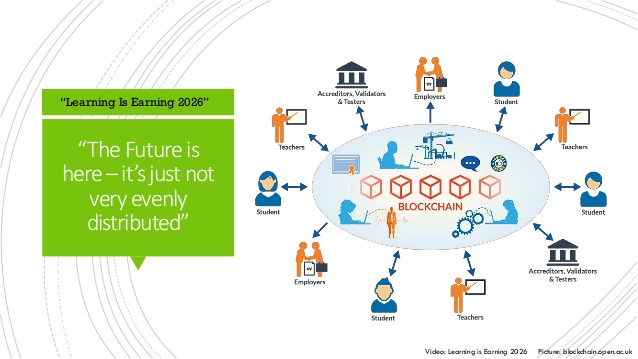 “Learning Is Earning 2026”
“The Future is
here – it’s just not
very evenly
distributed”
Accreditors, Validators
& Testers
Employers
Student
Teachers
Teachers
Student
BLOCKCHAIN
Student
Employers
Student
Teachers
Accreditors, Validators
& Testers
Video: Learning is Earning 2026
Picture: blockchain.open.ac.uk